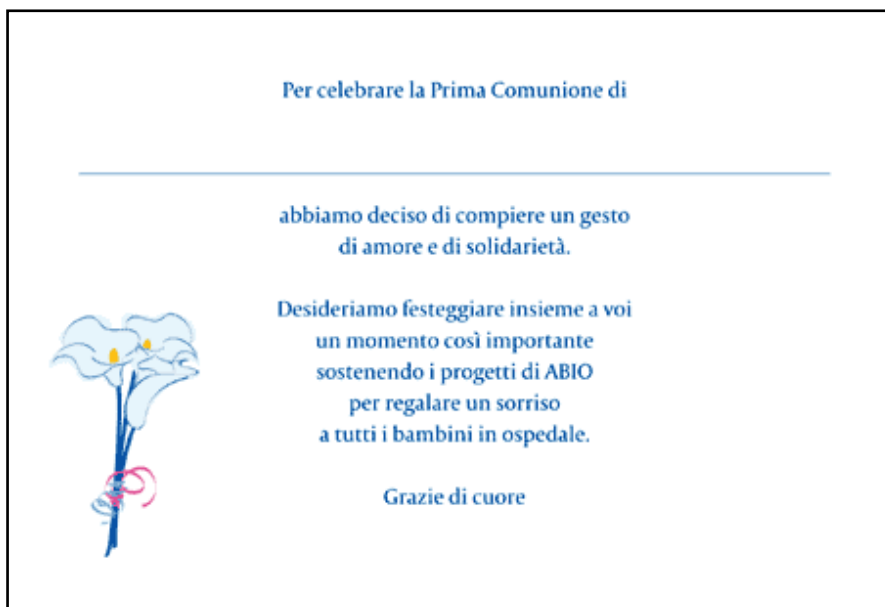 Per celebrare la Prima Comunione di
abbiamo deciso di compiere un gesto
di amore e di solidarietà.
Desideriamo festeggiare insieme a voi
un momento così importante
sostenendo i progetti di ABIO
per regalare un sorriso
a tutti i bambini in ospedale.
Grazie di cuore